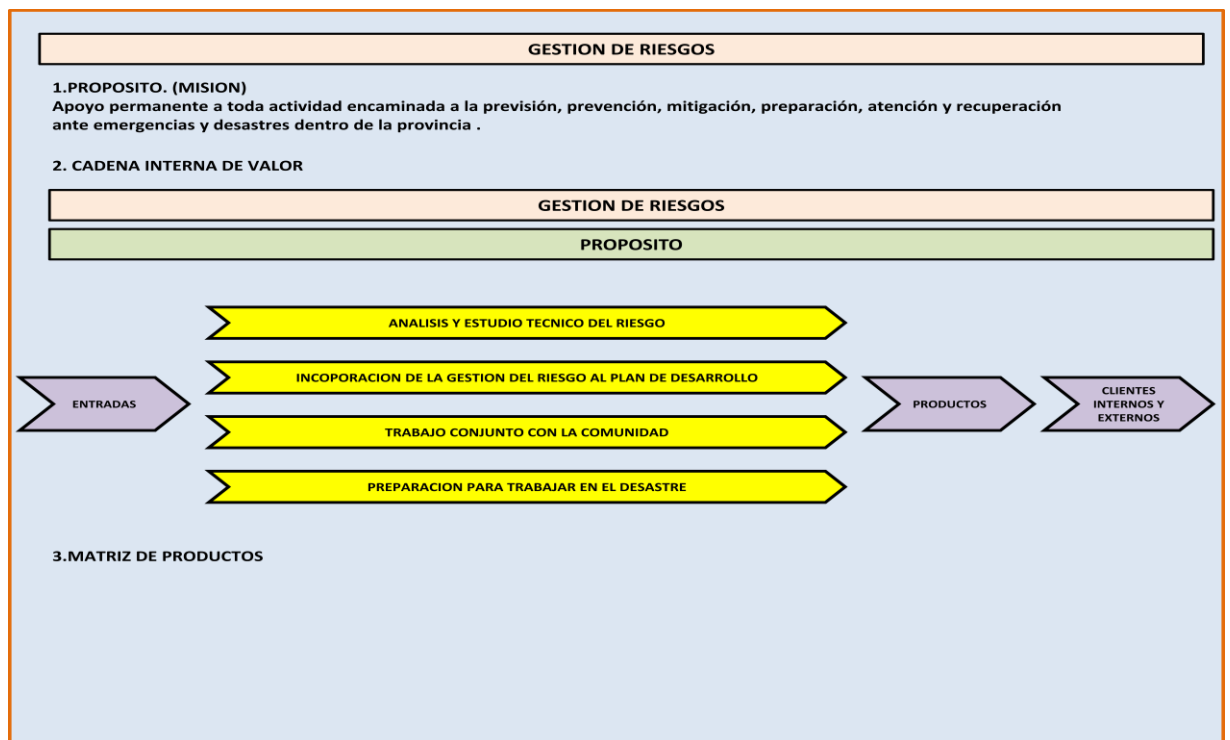 GESTION DE RIESGOS
1.PROPOSITO. (MISION)
Apoyo permanente a toda actividad encaminada a la previsión, prevención, mitigación, preparación, atención y recuperación
ante emergencias y desastres dentro de la provincia .
2. CADENA INTERNA DE VALOR
GESTION DE RIESGOS
PROPOSITO
ANALISIS Y ESTUDIO TECNICO DEL RIESGO
INCOPORACION DE LA GESTION DEL RIESGO AL PLAN DE DESARROLLO
TRABAJO CONJUNTO CON LA COMUNIDAD
PREPARACION PARA TRABAJAR EN EL DESASTRE
ENTRADAS
PRODUCTOS
CLIENTES
INTERNOS Y
EXTERNOS
3.MATRIZ DE PRODUCTOS